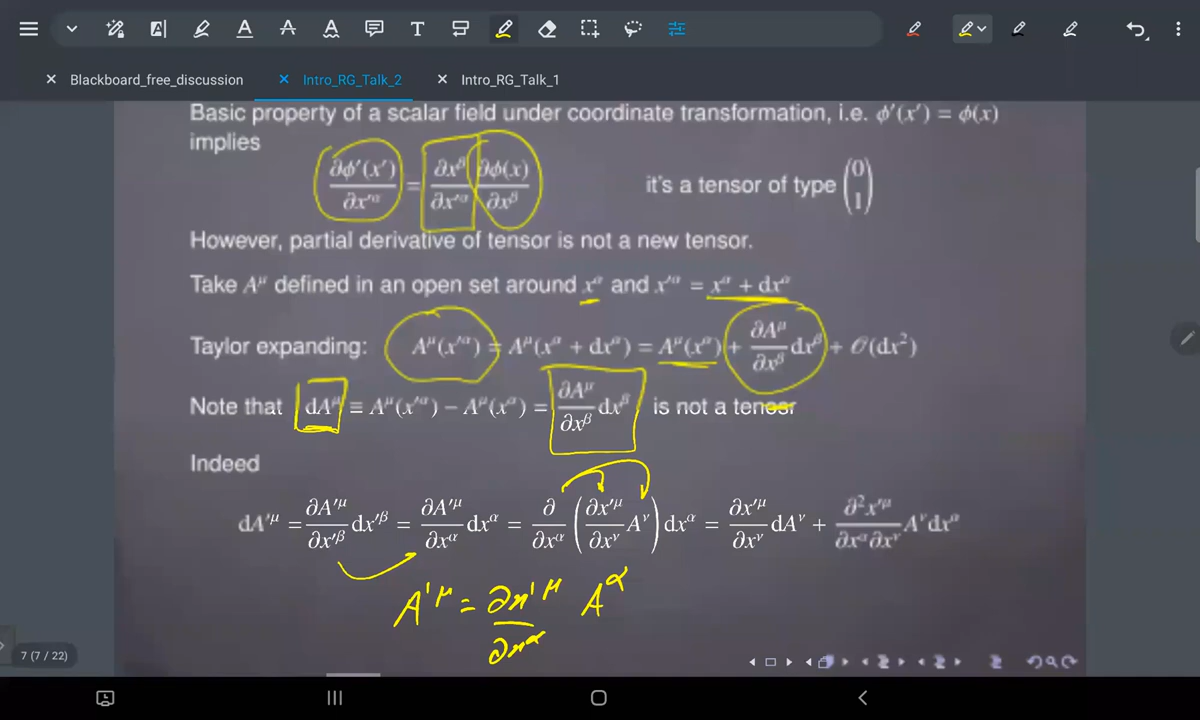 Blackboard_free_discussion Intro_RG_Talk_2 Intro_RG_Talk_1
Basic property of a scalar field under coordinate transformation, i.e. ϕ′(x′) = ϕ(x)
implies
∂ϕ′(x′)/∂x′ᵅ = ∂xᵝ/∂x′ᵅ ∂ϕ(x)/∂xᵝ it's a tensor of type (0 1)
However, partial derivative of tensor is not a new tensor.
Take A^μ defined in an open set around x^α and x′^α = x^α + dx^α
Taylor expanding: A^μ(x′^α) = A^μ(x^α + dx^α) = A^μ(x^α) + ∂A^μ/∂x^β dx^β + 𝒪(dx²)
Note that dA^μ ≡ A^μ(x′^α) − A^μ(x^α) = ∂A^μ/∂x^β dx^β is not a tensor
Indeed
dA′^μ = ∂A′^μ/∂x′^β dx′^β = ∂A′^μ/∂x^α dx^α = ∂/∂x^α (∂x′^μ/∂x^ν A^ν) dx^α = ∂x′^μ/∂x^ν dA^ν + ∂²x′^μ/∂x^α∂x^ν A^ν dx^α
A′^μ = ∂x′^μ/∂x^α A^α
7 (7 / 22)